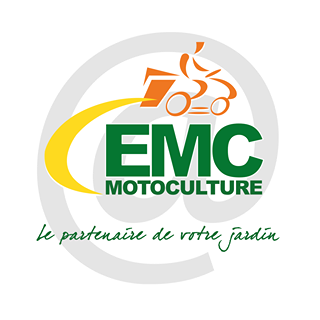 @
EMC
MOTOCULTURE
Le partenaire de votre jardin